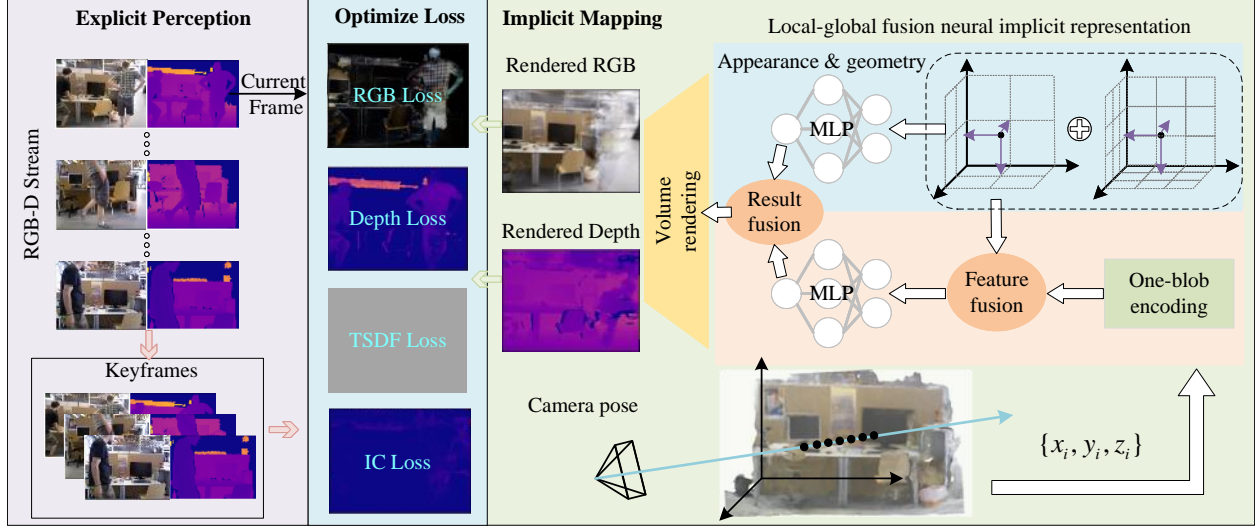 Explicit Perception
RGB-D Stream
Current
Frame
Keyframes
Optimize Loss
RGB Loss
Depth Loss
TSDF Loss
IC Loss
Implicit Mapping
Rendered RGB
Rendered Depth
Volume
rendering
Local-global fusion neural implicit representation
Appearance & geometry
MLP
Result
fusion
MLP
Feature
fusion
One-blob
encoding
Camera pose
{x_i, y_i, z_i}